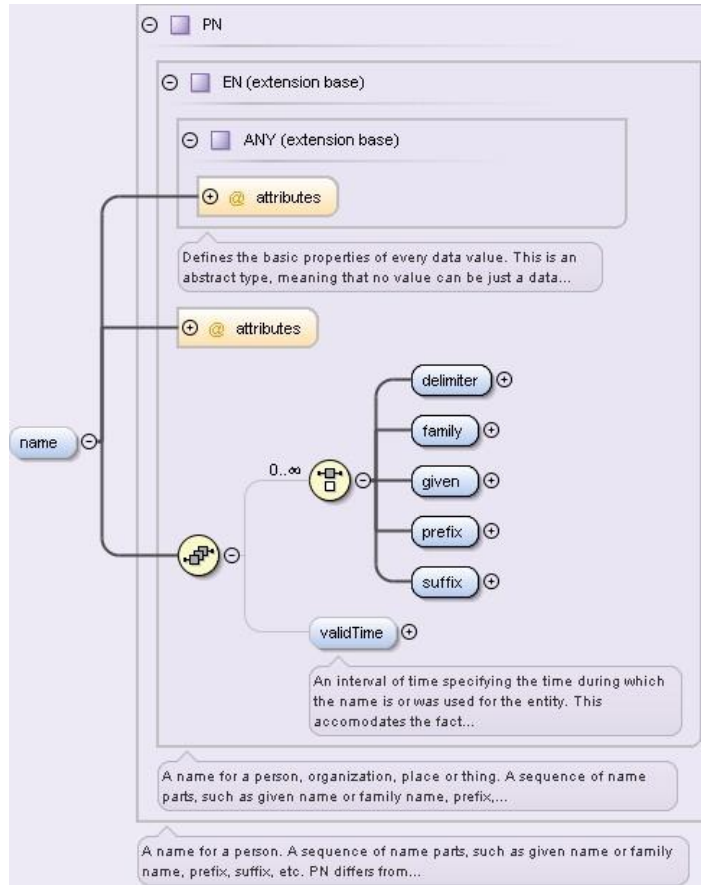 PN
EN (extension base)
ANY (extension base)
@ attributes
Defines the basic properties of every data value. This is an
abstract type, meaning that no value can be just a data...
@ attributes
delimiter
family
name
0..∞
given
prefix
suffix
validTime
An interval of time specifying the time during which
the name is or was used for the entity. This
accomodates the fact...
A name for a person, organization, place or thing. A sequence of name
parts, such as given name or family name, prefix,...
A name for a person. A sequence of name parts, such as given name or family
name, prefix, suffix, etc. PN differs from...